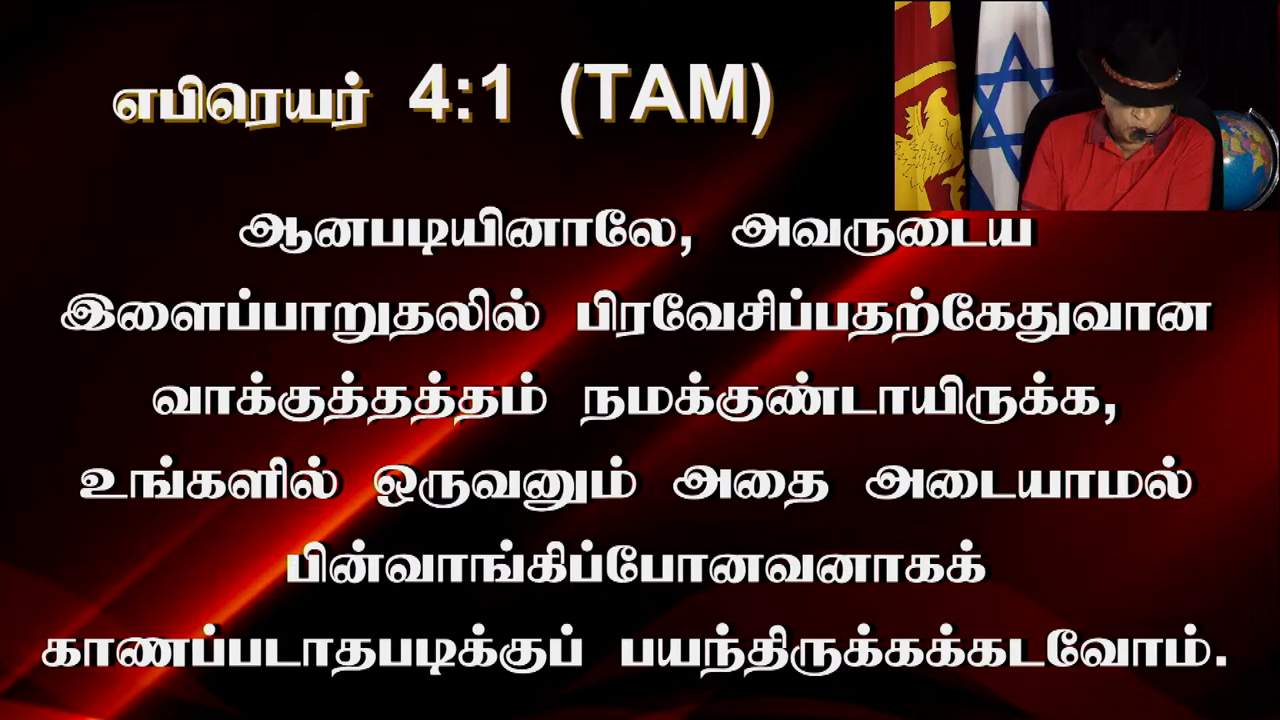 எபிரெயர் 4:1 (TAM)
ஆனபடியினாலே, அவருடைய
இளைப்பாறுதலில் பிரவேசிப்பதற்கேதுவான
வாக்குத்தத்தம் நமக்குண்டாயிருக்க,
உங்களில் ஒருவனும் அதை அடையாமல்
பின்வாங்கிப்போனவனாகக்
காணப்படாதபடிக்குப் பயந்திருக்கக்கடவோம்.